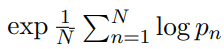 exp 1/N ∑_{n=1}^{N} log p_n